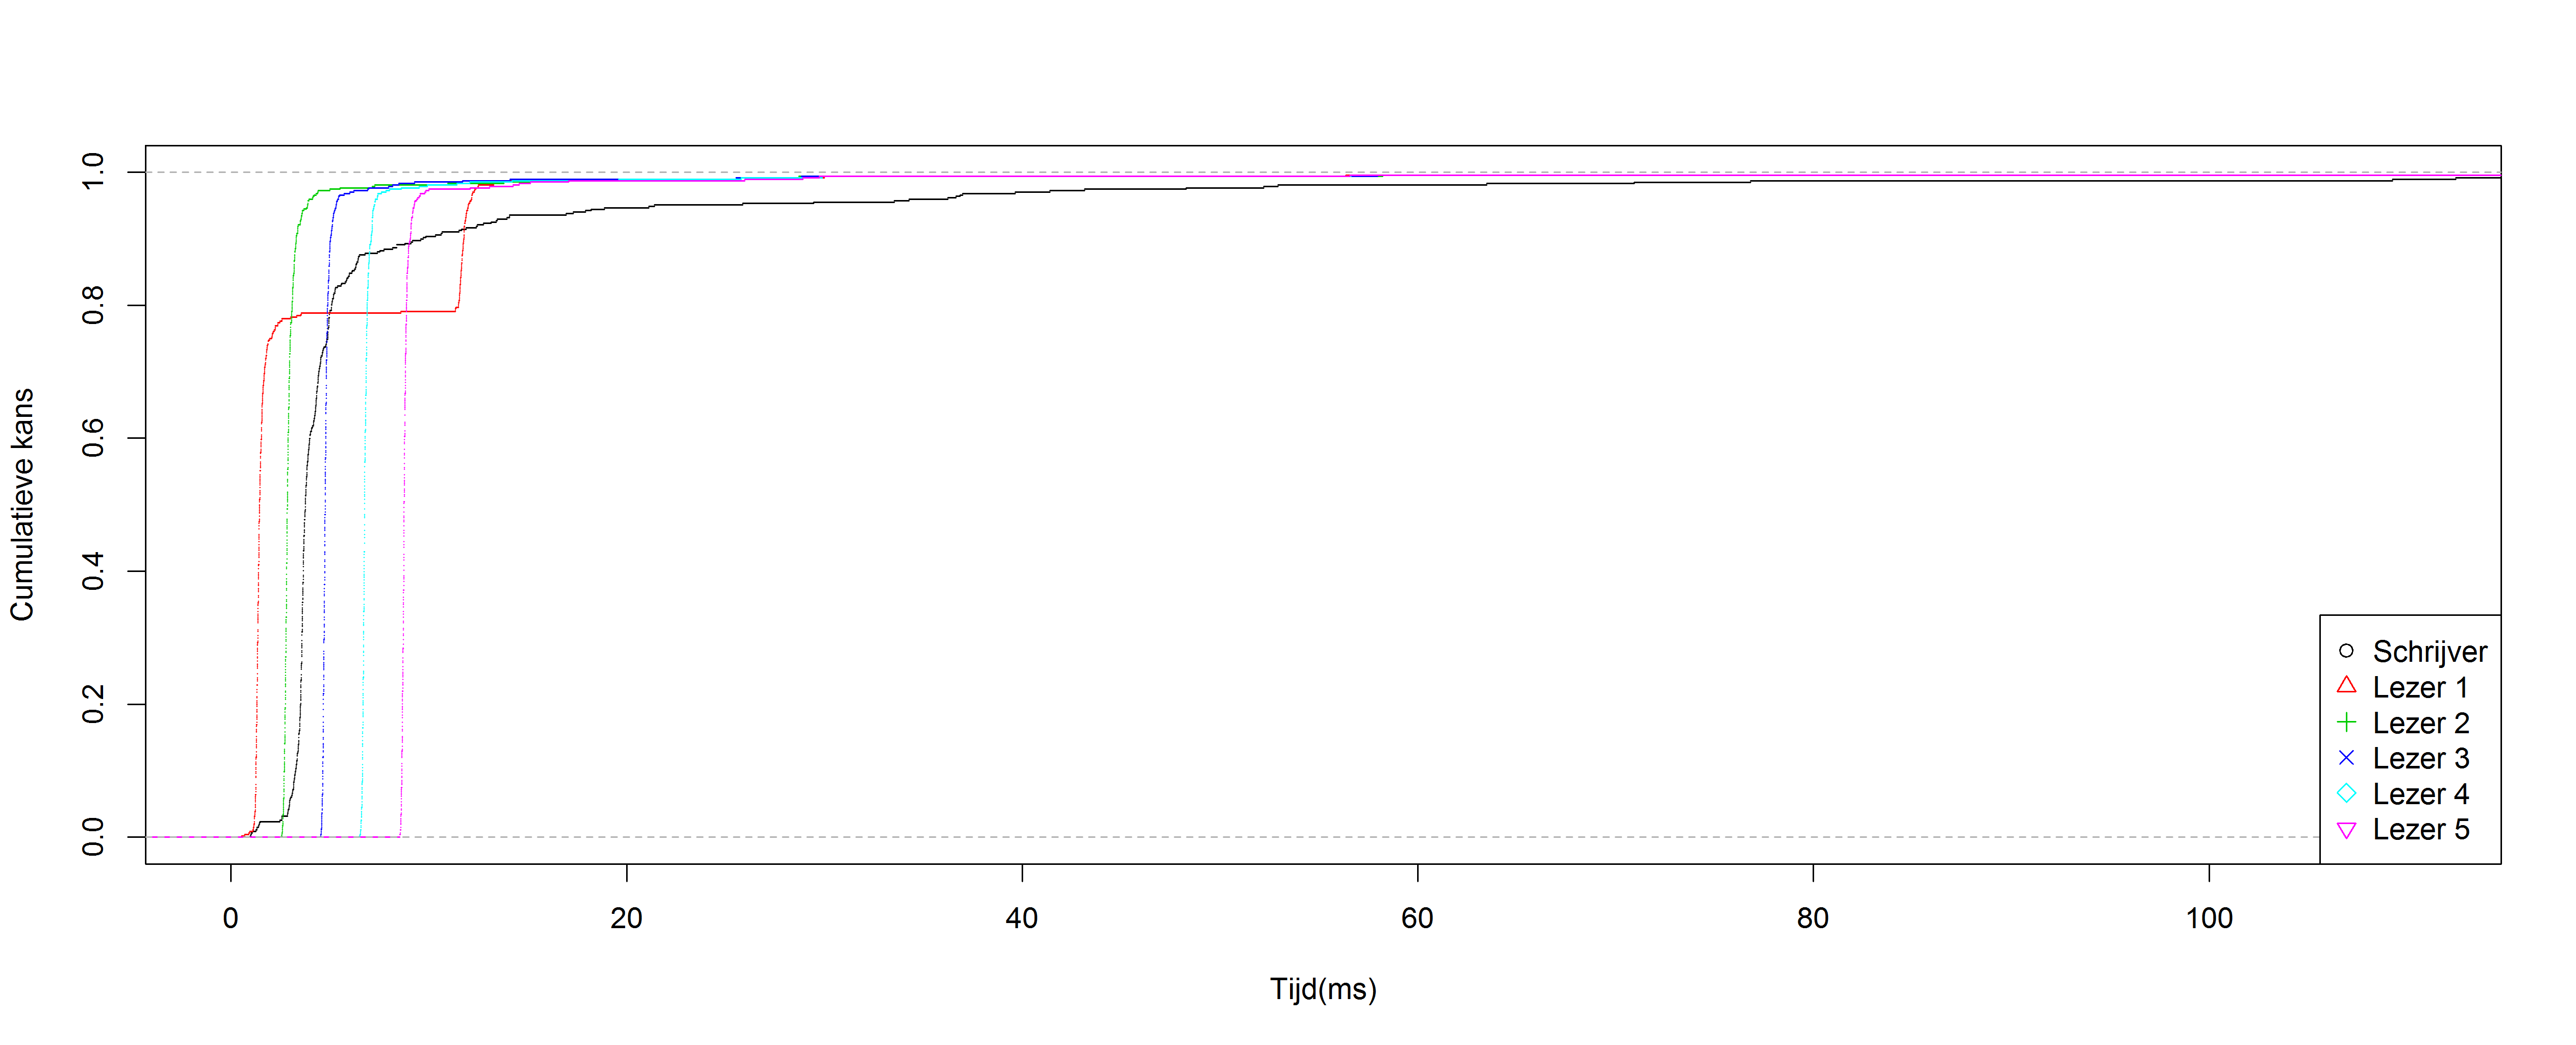 Cumulatieve kans
1.0
0.8
0.6
0.4
0.2
0.0
Schrijver
Lezer 1
Lezer 2
Lezer 3
Lezer 4
Lezer 5
0 20 40 60 80 100
Tijd(ms)